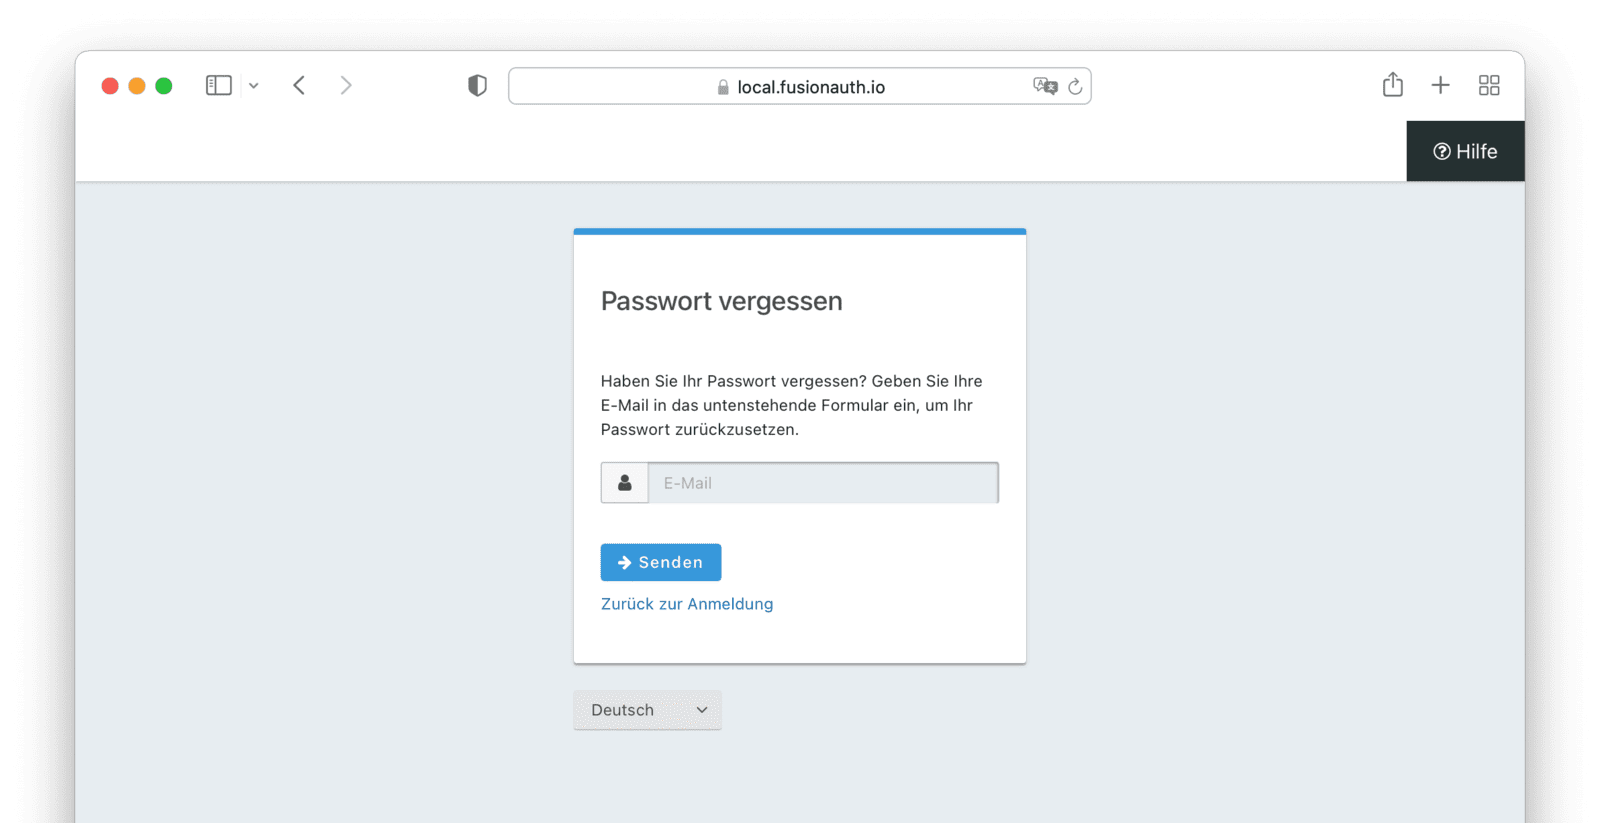 local.fusionauth.io
Hilfe
Passwort vergessen
Haben Sie Ihr Passwort vergessen? Geben Sie Ihre
E-Mail in das untenstehende Formular ein, um Ihr
Passwort zurückzusetzen.
E-Mail
Senden
Zurück zur Anmeldung
Deutsch